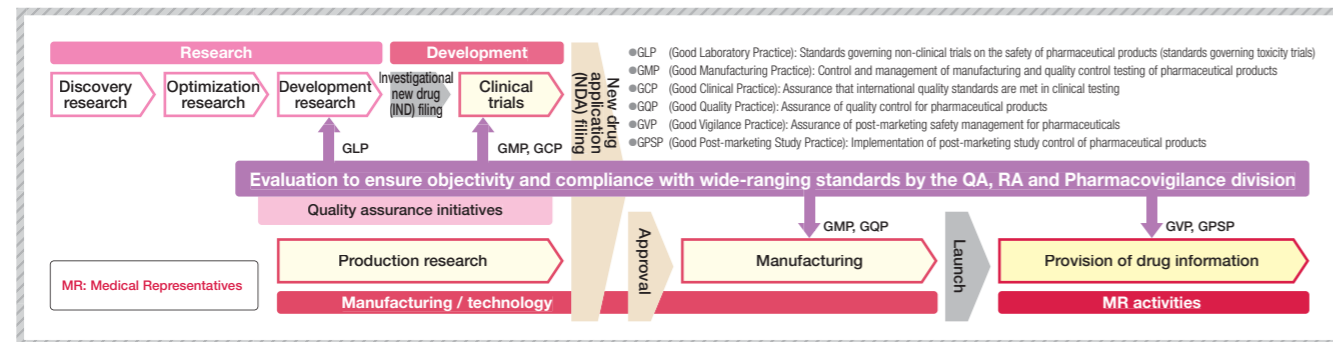 Research
Development
Discovery
research
Optimization
research
Development
research
Investigational
new drug
(IND) filing
Clinical
trials
New drug
application
(NDA) filing
●GLP (Good Laboratory Practice): Standards governing non-clinical trials on the safety of pharmaceutical products (standards governing toxicity trials)
●GMP (Good Manufacturing Practice): Control and management of manufacturing and quality control testing of pharmaceutical products
●GCP (Good Clinical Practice): Assurance that international quality standards are met in clinical testing
●GQP (Good Quality Practice): Assurance of quality control for pharmaceutical products
●GVP (Good Vigilance Practice): Assurance of post-marketing safety management for pharmaceuticals
●GPSP (Good Post-marketing Study Practice): Implementation of post-marketing study control of pharmaceutical products
GLP
GMP, GCP
Evaluation to ensure objectivity and compliance with wide-ranging standards by the QA, RA and Pharmacovigilance division
Quality assurance initiatives
GMP, GQP
GVP, GPSP
Production research
Approval
Manufacturing
Launch
Provision of drug information
MR: Medical Representatives
Manufacturing / technology
MR activities